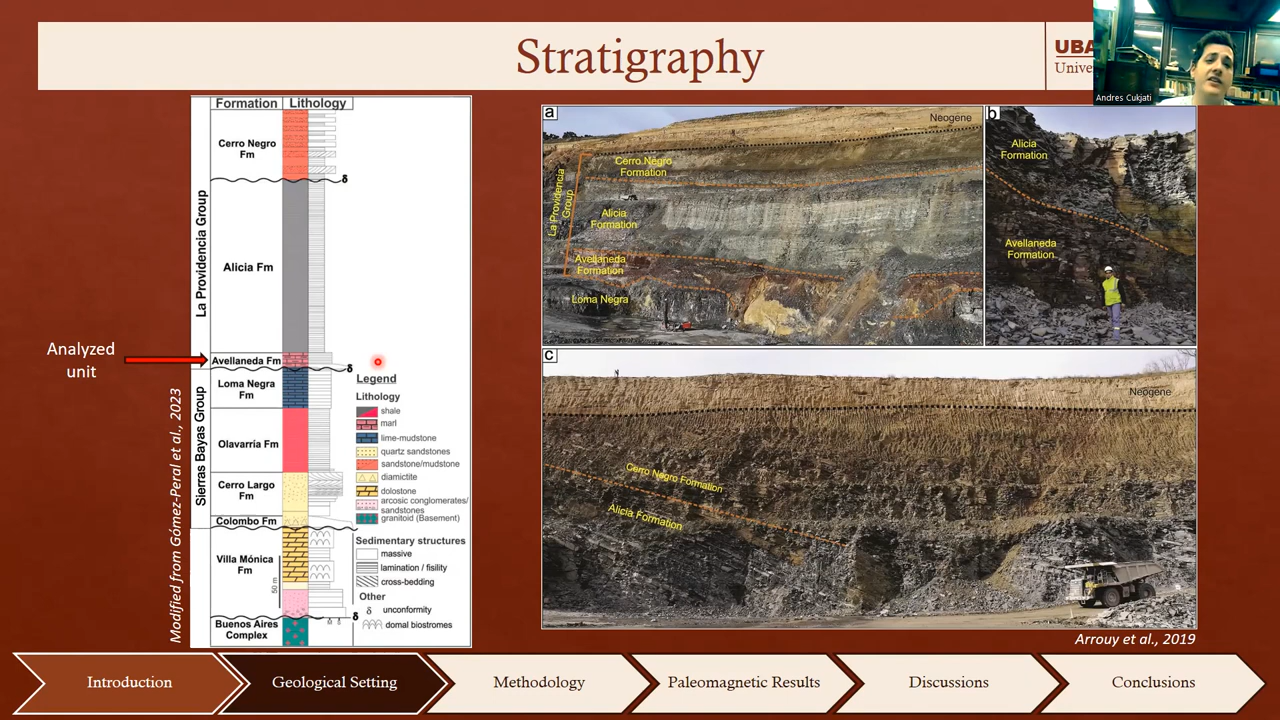 Stratigraphy
UBA
Andres Cukjati
Formation
Lithology
Cerro Negro
Fm
δ
La Providencia Group
Alicia Fm
Analyzed
unit
Avellaneda Fm
δ
Loma Negra
Fm
Sierras Bayas Group
Olavarría Fm
Cerro Largo
Fm
Colombo Fm
Villa Mónica
Fm
50 m
M S
δ
Buenos Aires
Complex
Modified from Gómez-Peral et al., 2023
Legend
Lithology
shale
marl
lime-mudstone
quartz sandstones
sandstone/mudstone
diamictite
dolostone
arcosic conglomerates/
sandstones
granitoid (Basement)
Sedimentary structures
massive
lamination / fisility
cross-bedding
Other
δ unconformity
domal biostromes
a
Neogene
Cerro Negro
Formation
La Providencia
Group
Alicia
Formation
Avellaneda
Formation
Loma Negra
b
Alicia
Formation
Avellaneda
Formation
c
Neogene
Cerro Negro Formation
Alicia Formation
Arrouy et al., 2019
Introduction
Geological Setting
Methodology
Paleomagnetic Results
Discussions
Conclusions